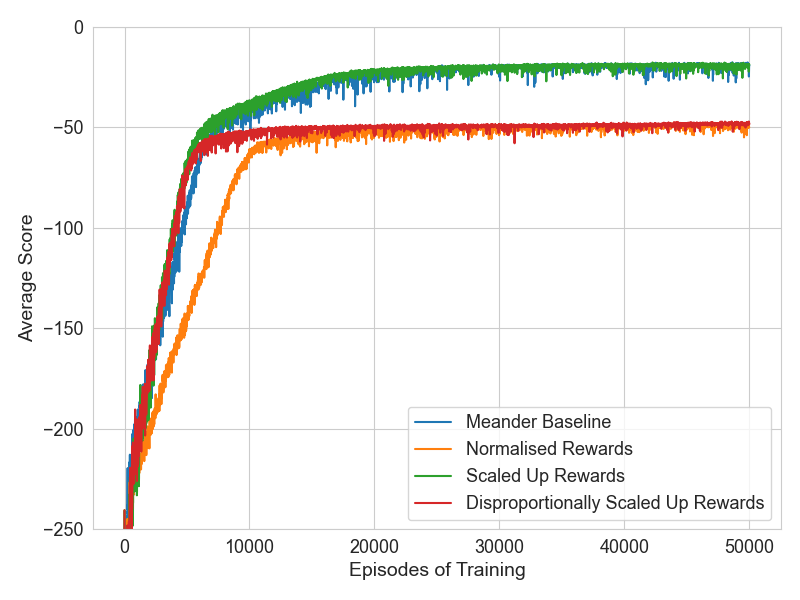 0
−50
−100
−150
−200
−250
Average Score
0
10000
20000
30000
40000
50000
Episodes of Training
Meander Baseline
Normalised Rewards
Scaled Up Rewards
Disproportionally Scaled Up Rewards